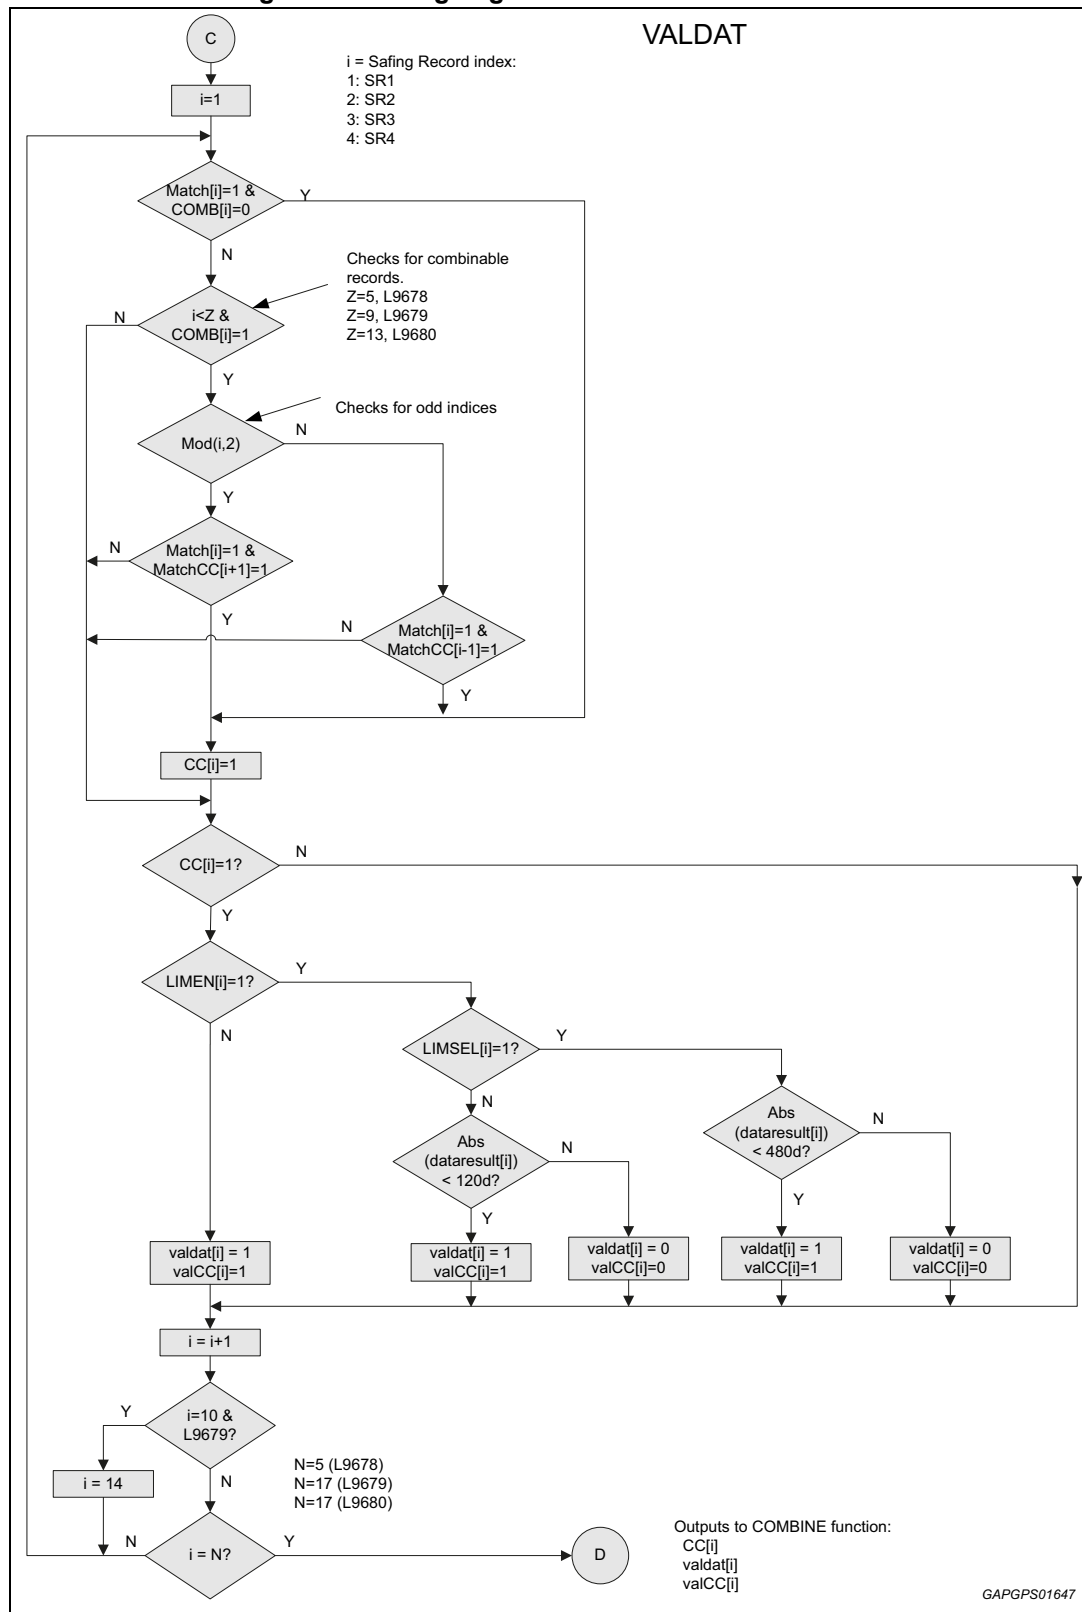 VALDAT
C
i = Safing Record index:
1: SR1
2: SR2
3: SR3
4: SR4
i=1
Match[i]=1 &
COMB[i]=0
Y
N
Checks for combinable
records.
Z=5, L9678
Z=9, L9679
Z=13, L9680
i<Z &
COMB[i]=1
N
Y
Checks for odd indices
Mod(i,2)
N
Y
Match[i]=1 &
MatchCC[i+1]=1
N
Y
Match[i]=1 &
MatchCC[i-1]=1
N
Y
CC[i]=1
CC[i]=1?
N
Y
LIMEN[i]=1?
Y
N
LIMSEL[i]=1?
Y
N
Abs
(dataresult[i])
< 120d?
N
Y
Abs
(dataresult[i])
< 480d?
N
Y
valdat[i] = 1
valCC[i]=1
valdat[i] = 1
valCC[i]=1
valdat[i] = 0
valCC[i]=0
valdat[i] = 1
valCC[i]=1
valdat[i] = 0
valCC[i]=0
i = i+1
i=10 &
L9679?
Y
N
i = 14
N=5 (L9678)
N=17 (L9679)
N=17 (L9680)
i = N?
N
Y
D
Outputs to COMBINE function:
CC[i]
valdat[i]
valCC[i]
GAPGPS01647